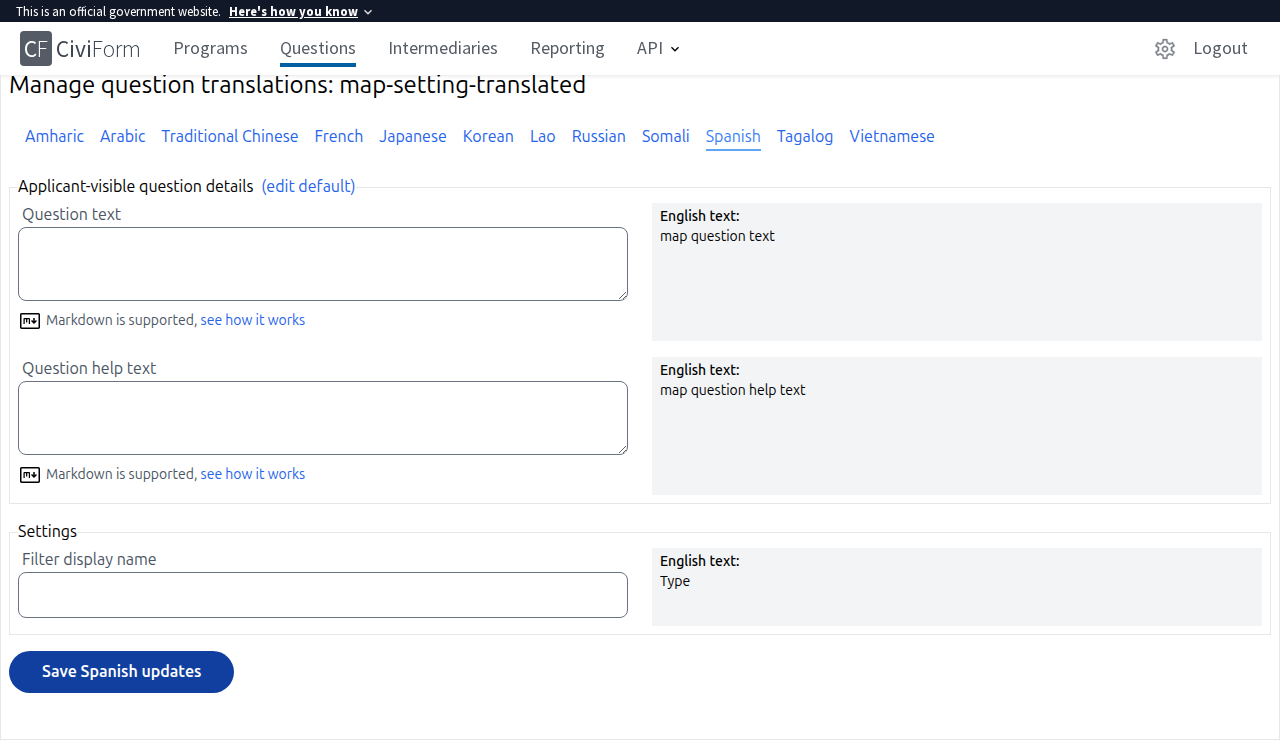 This is an official government website. Here's how you know
CF CiviForm Programs Questions Intermediaries Reporting API Logout
Manage question translations: map-setting-translated
Amharic Arabic Traditional Chinese French Japanese Korean Lao Russian Somali Spanish Tagalog Vietnamese
Applicant-visible question details (edit default)
Question text
English text:
map question text
Markdown is supported, see how it works
Question help text
English text:
map question help text
Markdown is supported, see how it works
Settings
Filter display name
English text:
Type
Save Spanish updates